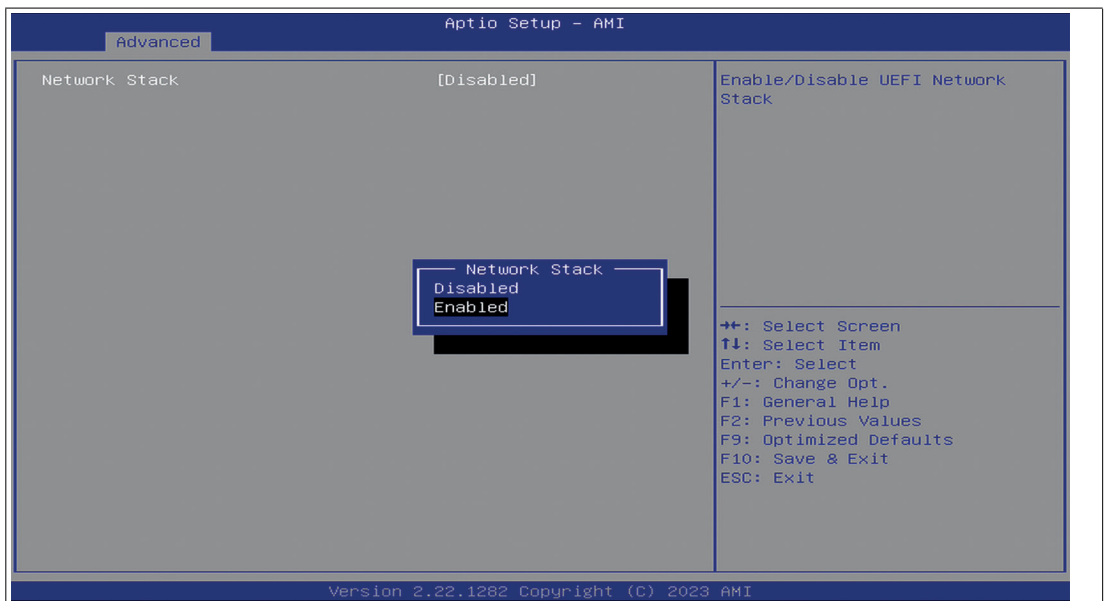 Aptio Setup - AMI
Advanced
Network Stack [Disabled]
Enable/Disable UEFI Network
Stack
Network Stack
Disabled
Enabled
→←: Select Screen
↑↓: Select Item
Enter: Select
+/-: Change Opt.
F1: General Help
F2: Previous Values
F9: Optimized Defaults
F10: Save & Exit
ESC: Exit
Version 2.22.1282 Copyright (C) 2023 AMI